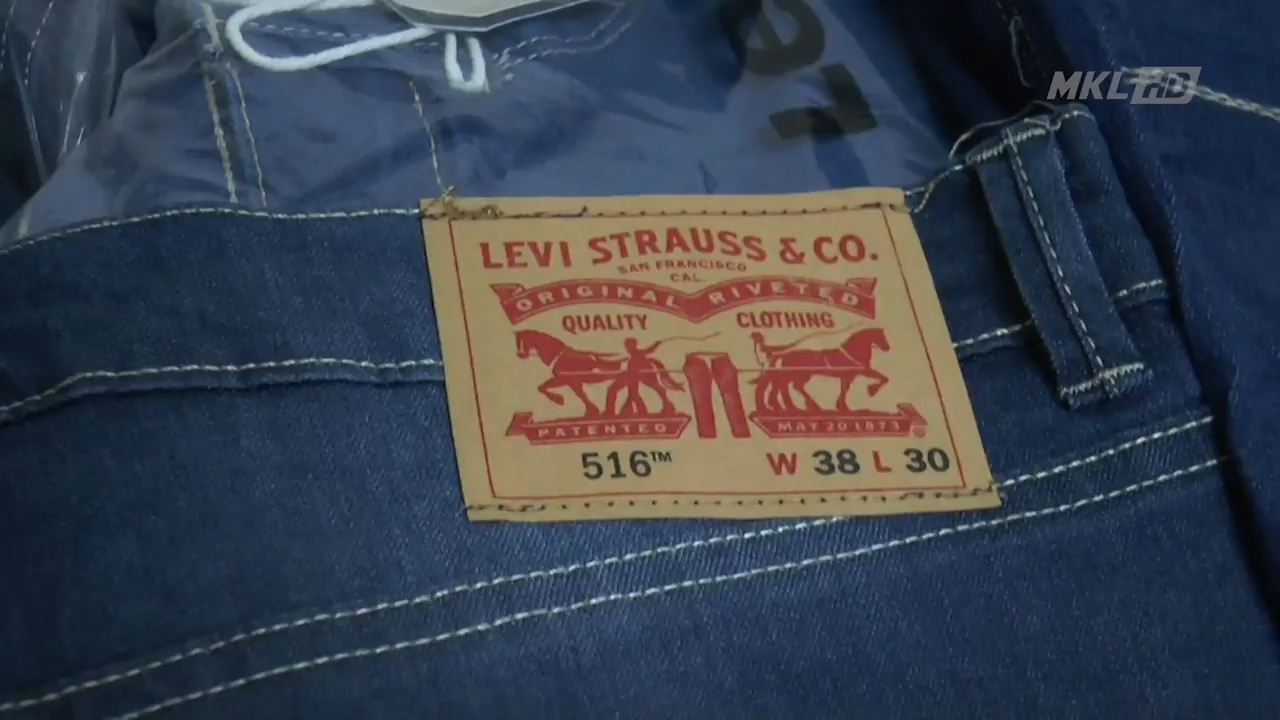 MKL HD
LEVI STRAUSS & CO.
SAN FRANCISCO
CAL.
ORIGINAL RIVETED
QUALITY CLOTHING
PATENTED MAY 20 1873
516™ W 38 L 30